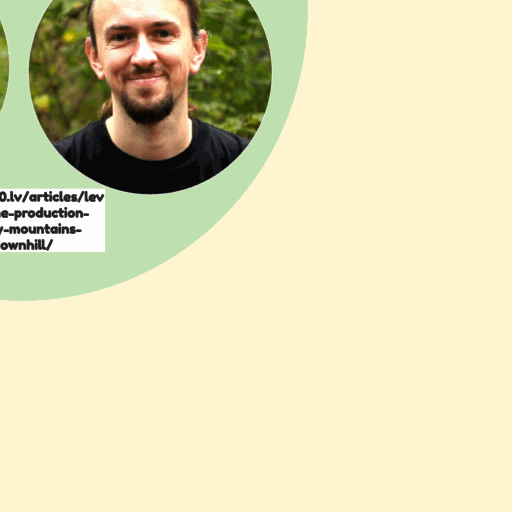 0.lv/articles/lev
e-production-
y-mountains-
ownhill/